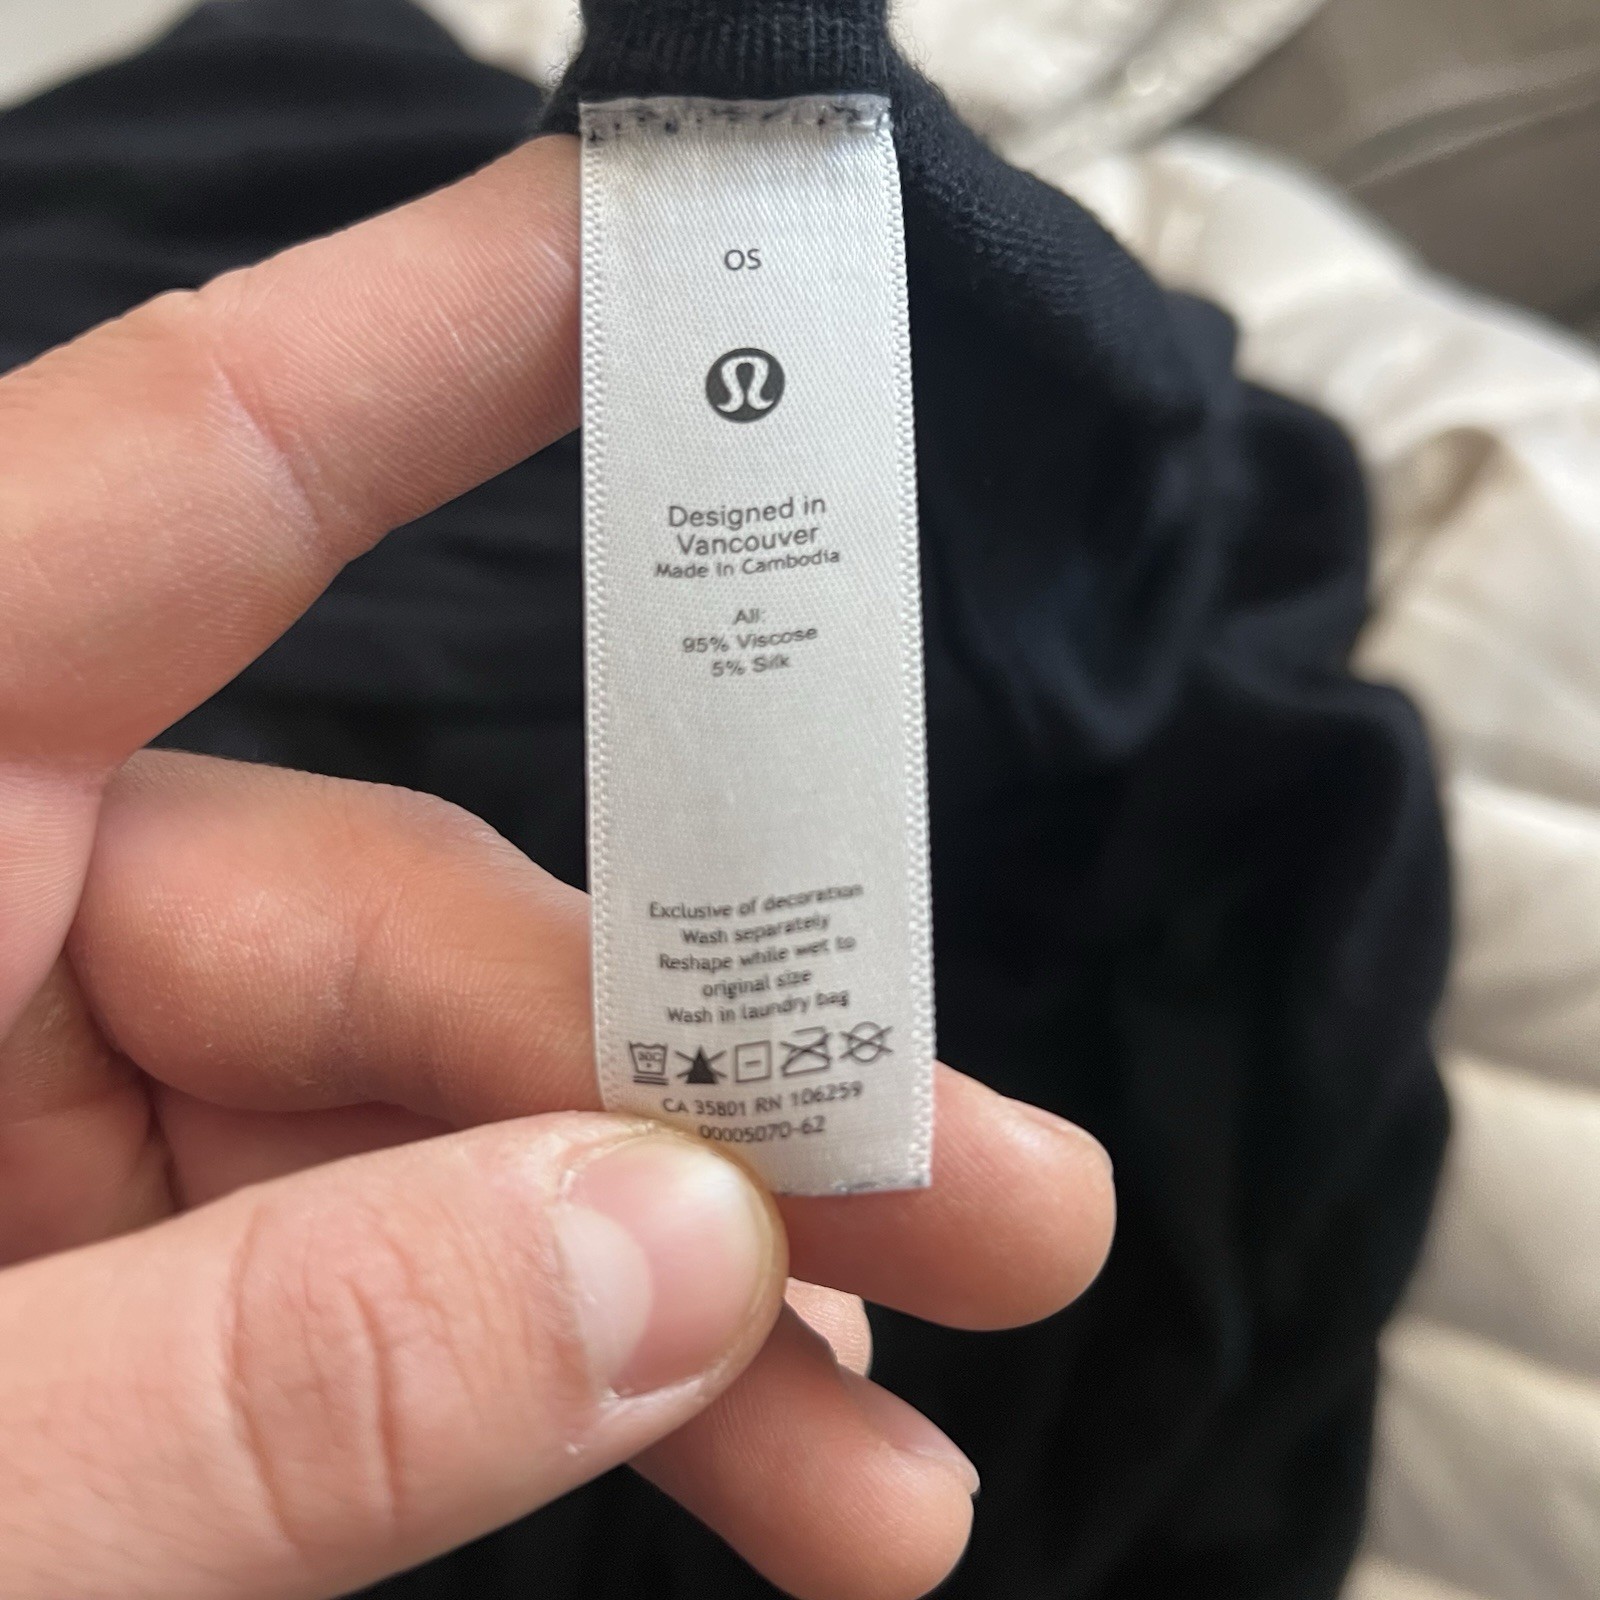 OS
Designed in
Vancouver
Made in Cambodia
All:
95% Viscose
5% Silk
Exclusive of decoration
Wash separately
Reshape while wet to
original size
Wash in laundry bag
30C
CA 35801 RN 106259
00005070-62